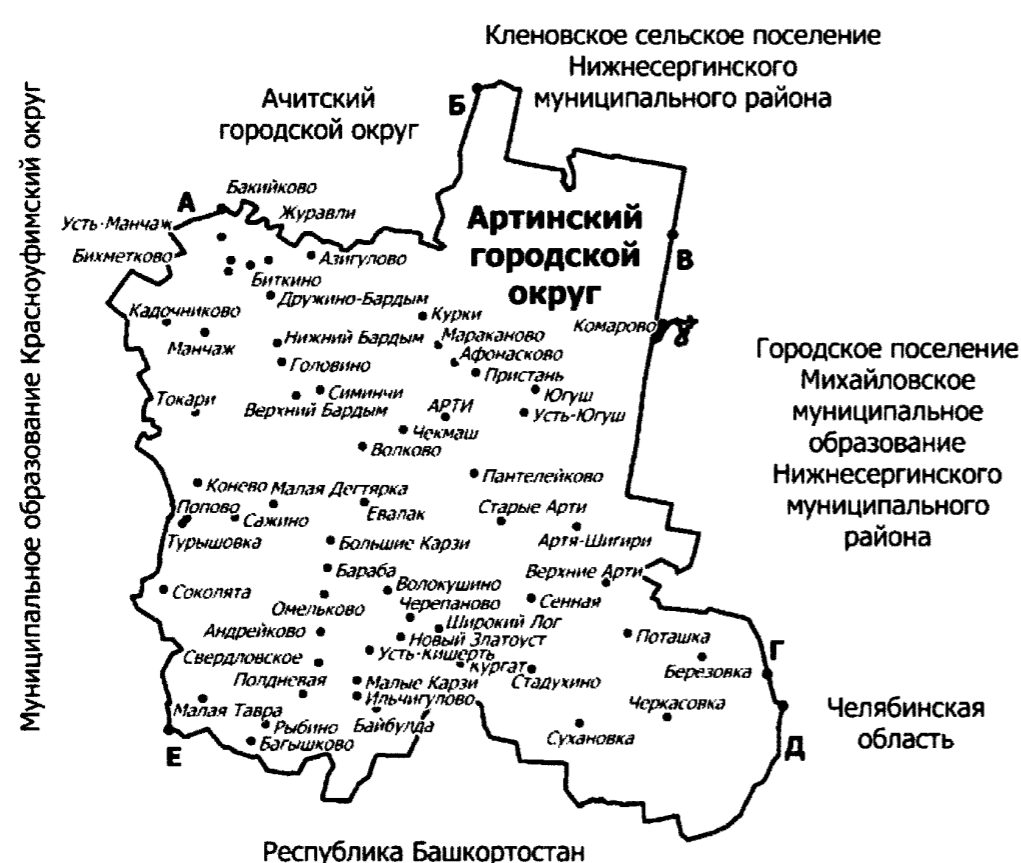 Кленовское сельское поселение
Нижнесергинского
муниципального района
Ачитский
городской округ
Муниципальное образование Красноуфимский округ
Б
А
Бакийково
Журавли
Усть-Манчаж
Артинский
городской
округ
Бихметково
Азигулово
В
Биткино
Дружино-Бардым
Кадочниково
Курки
Комарово
Манчаж
Нижний Бардым
Мараканово
Афонасково
Головино
Пристань
Городское поселение
Михайловское
муниципальное
образование
Нижнесергинского
муниципального
района
Токари
Симинчи
Югуш
Верхний Бардым
АРТИ
Усть-Югуш
Чекмаш
Волково
Пантелейково
Конево
Малая Дегтярка
Попово
Сажино
Евалак
Старые Арти
Турышовка
Большие Карзи
Артя-Шигири
Бараба
Верхние Арти
Соколята
Волокушино
Омельково
Черепаново
Сенная
Андрейково
Широкий Лог
Новый Златоуст
Поташка
Свердловское
Усть-Кишерть
Кургат
Березовка
Г
Полдневая
Малые Карзи
Стадухино
Малая Тавра
Ильчигулово
Черкасовка
Челябинская
область
Рыбино
Байбулда
Сухановка
Д
Е
Багышково
Республика Башкортостан